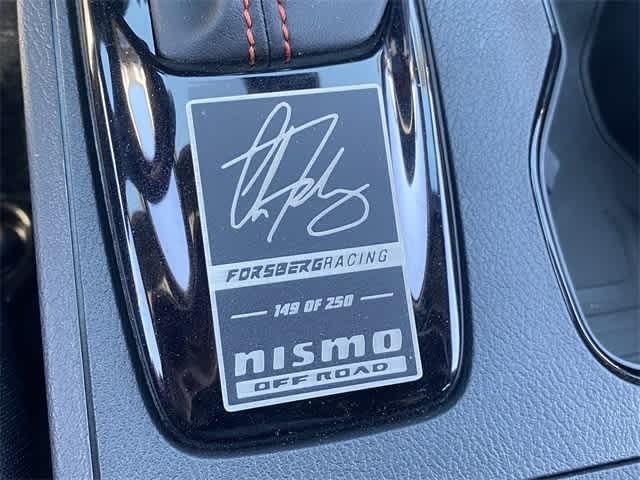 FORSBERGRACING
149 OF 250
nismo
OFF ROAD